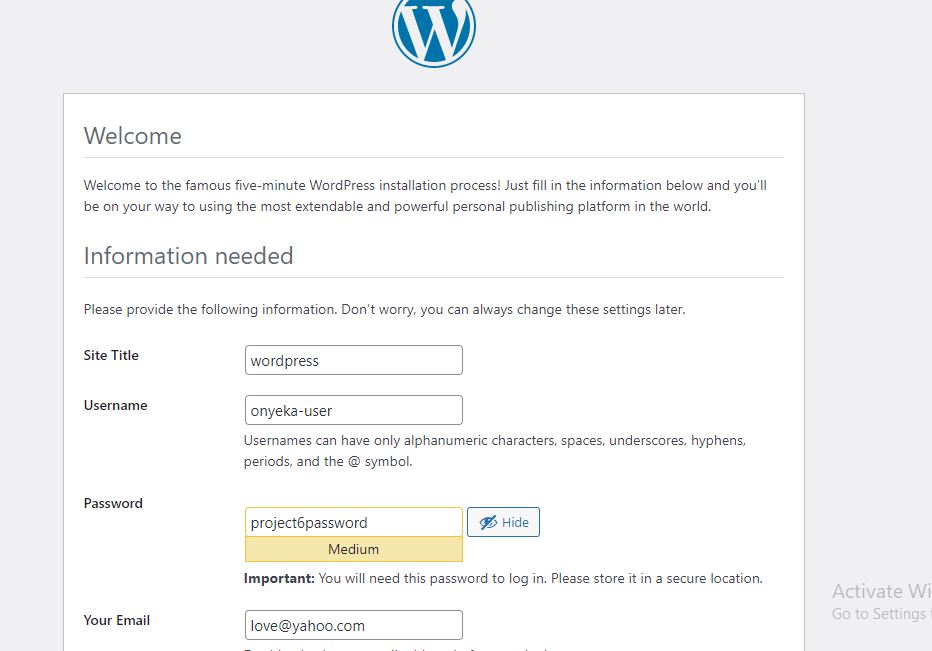 Welcome
Welcome to the famous five-minute WordPress installation process! Just fill in the information below and you’ll
be on your way to using the most extendable and powerful personal publishing platform in the world.
Information needed
Please provide the following information. Don’t worry, you can always change these settings later.
Site Title
wordpress
Username
onyeka-user
Usernames can have only alphanumeric characters, spaces, underscores, hyphens,
periods, and the @ symbol.
Password
project6password
Hide
Medium
Important: You will need this password to log in. Please store it in a secure location.
Your Email
love@yahoo.com
Activate Wi
Go to Settings